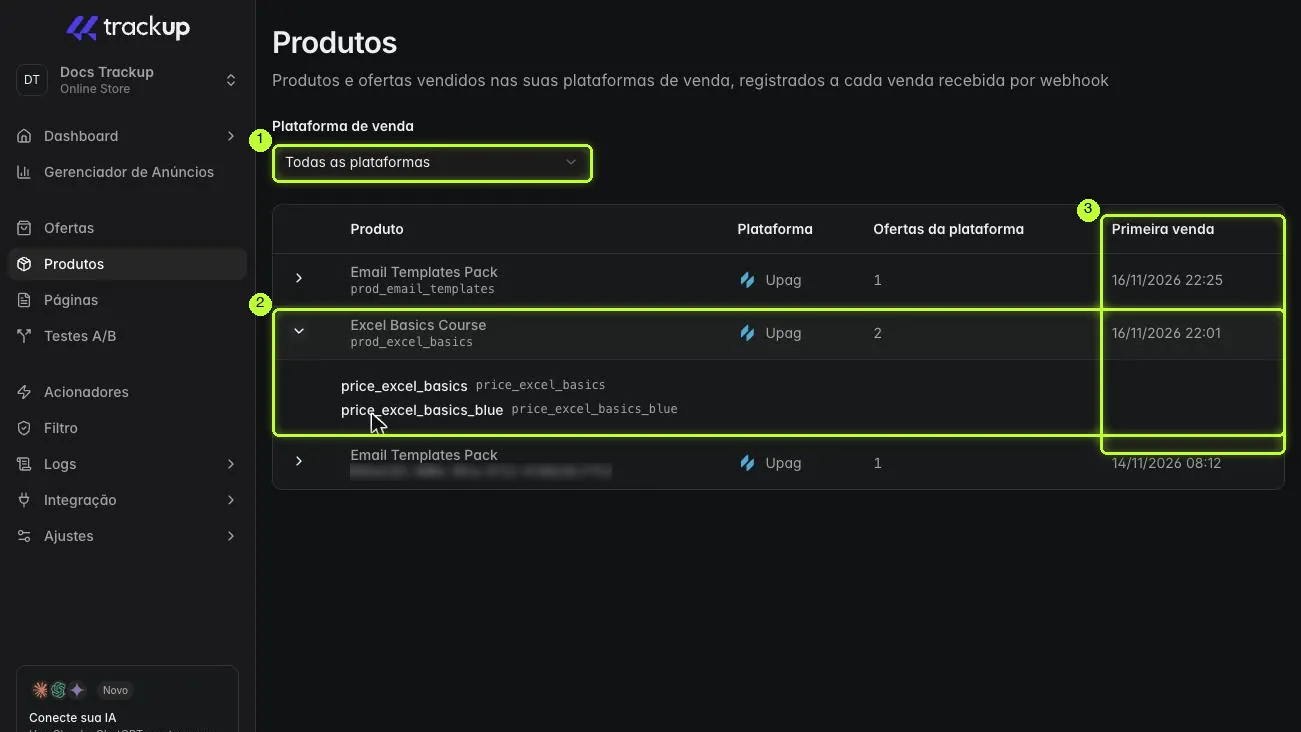 trackup
DT
Docs Trackup
Online Store
Dashboard
Gerenciador de Anúncios
Ofertas
Produtos
Páginas
Testes A/B
Acionadores
Filtro
Logs
Integração
Ajustes
Novo
Conecte sua IA
Produtos
Produtos e ofertas vendidos nas suas plataformas de venda, registrados a cada venda recebida por webhook
Plataforma de venda
1
Todas as plataformas
3
Produto Plataforma Ofertas da plataforma Primeira venda
Email Templates Pack
prod_email_templates
Upag 1 16/11/2026 22:25
2
Excel Basics Course
prod_excel_basics
Upag 2 16/11/2026 22:01
price_excel_basics price_excel_basics
price_excel_basics_blue price_excel_basics_blue
Email Templates Pack
Upag 1 14/11/2026 08:12